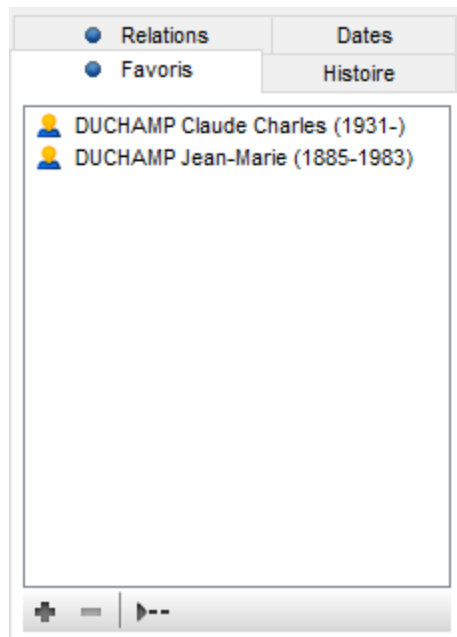 Relations
Dates
Favoris
Histoire
DUCHAMP Claude Charles (1931-)
DUCHAMP Jean-Marie (1885-1983)